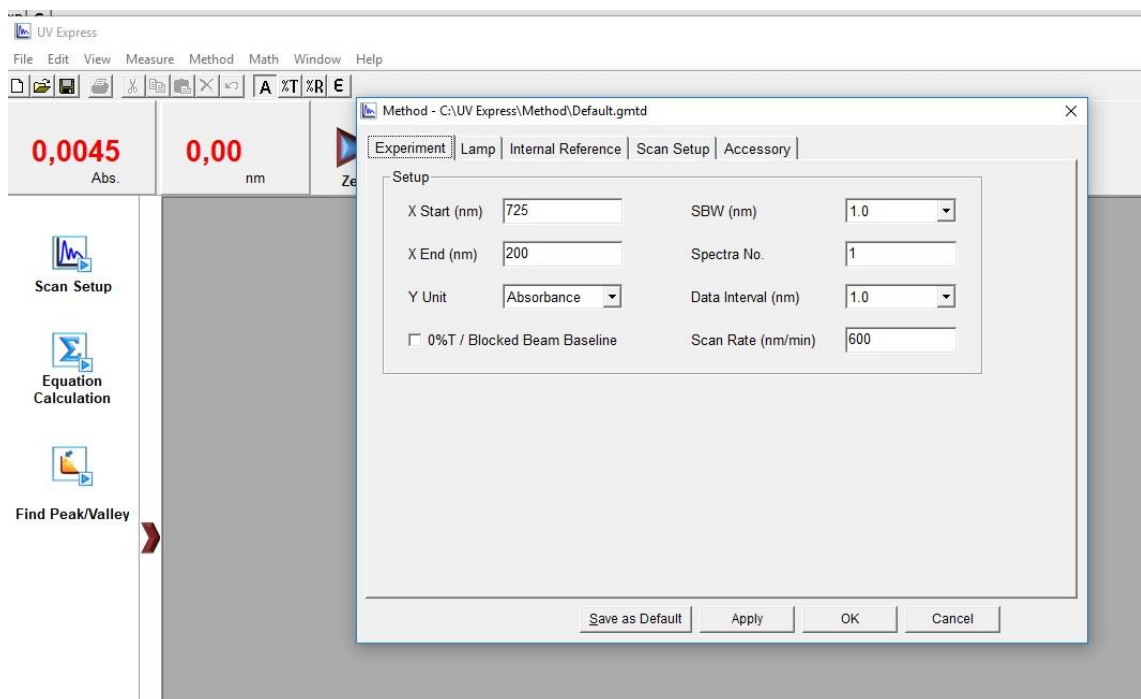 UV Express
File Edit View Measure Method Math Window Help
A %T %R E
0,0045
Abs.
0,00
nm
Scan Setup
Equation
Calculation
Find Peak/Valley
Method - C:\UV Express\Method\Default.gmtd
Experiment Lamp Internal Reference Scan Setup Accessory
Setup
X Start (nm) 725 SBW (nm) 1.0
X End (nm) 200 Spectra No. 1
Y Unit Absorbance Data Interval (nm) 1.0
0%T / Blocked Beam Baseline Scan Rate (nm/min) 600
Save as Default Apply OK Cancel